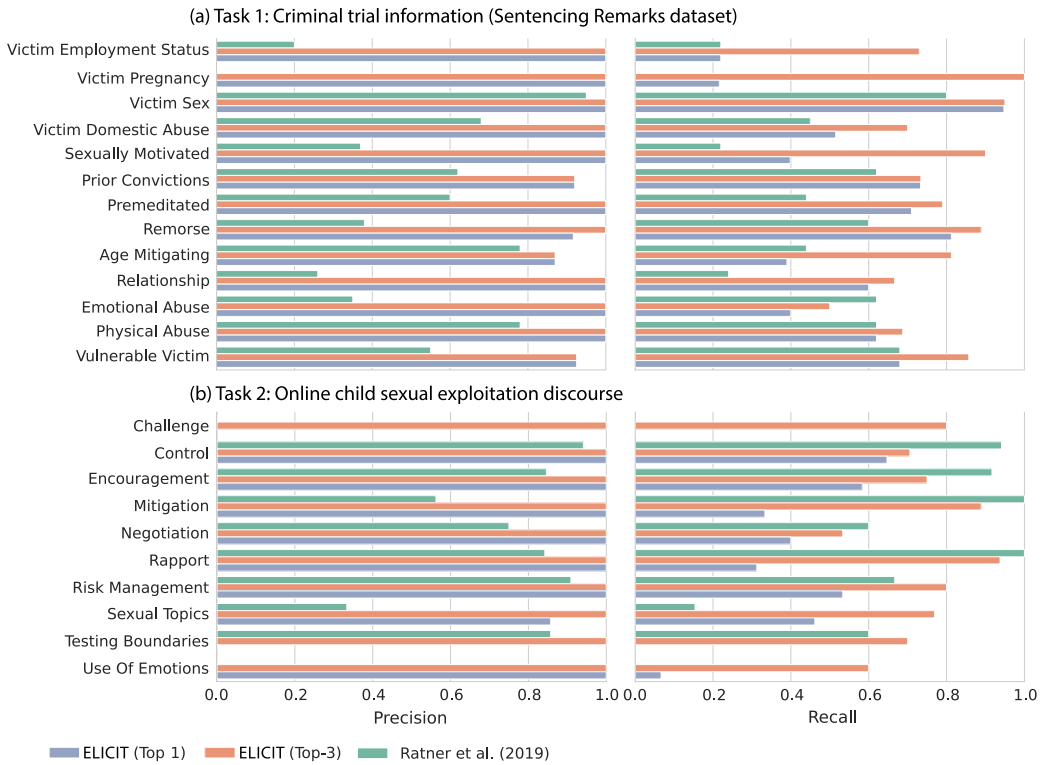 (a) Task 1: Criminal trial information (Sentencing Remarks dataset)
Victim Employment Status
Victim Pregnancy
Victim Sex
Victim Domestic Abuse
Sexually Motivated
Prior Convictions
Premeditated
Remorse
Age Mitigating
Relationship
Emotional Abuse
Physical Abuse
Vulnerable Victim
(b) Task 2: Online child sexual exploitation discourse
Challenge
Control
Encouragement
Mitigation
Negotiation
Rapport
Risk Management
Sexual Topics
Testing Boundaries
Use Of Emotions
0.0 0.2 0.4 0.6 0.8 1.0 0.0 0.2 0.4 0.6 0.8 1.0
Precision Recall
ELICIT (Top 1) ELICIT (Top-3) Ratner et al. (2019)